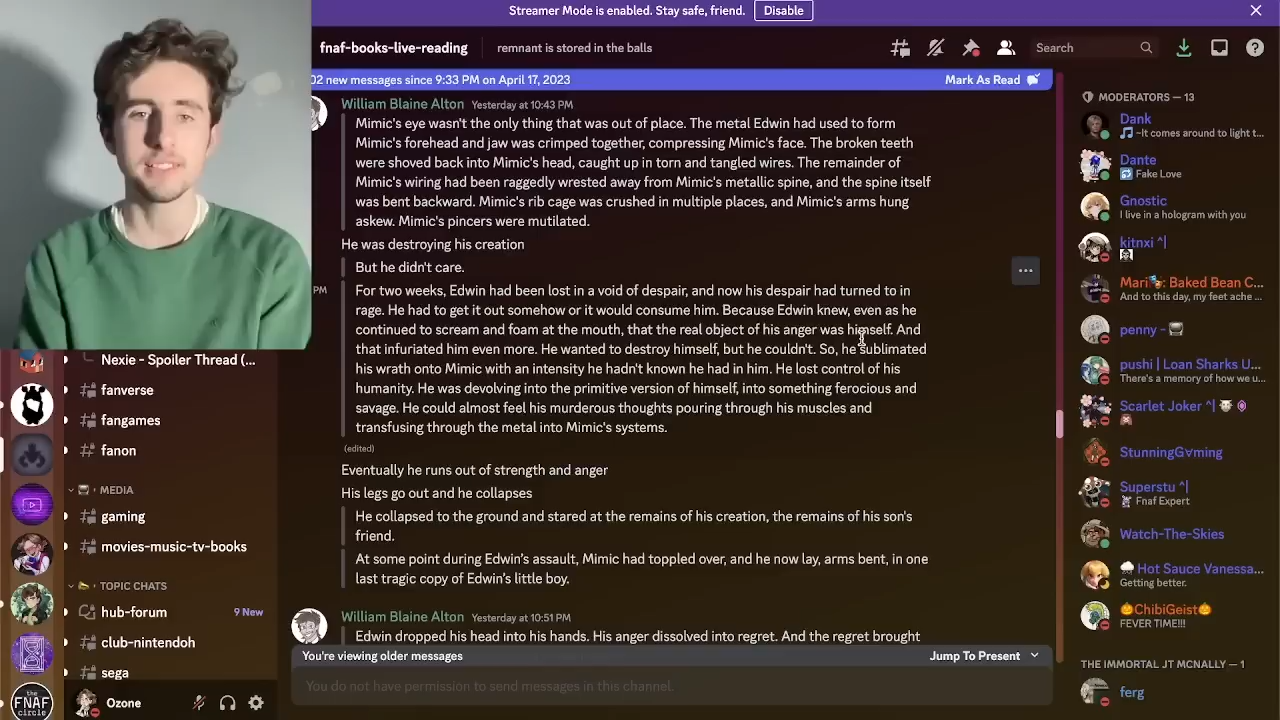 Streamer Mode is enabled. Stay safe, friend.
Disable
fnaf-books-live-reading
remnant is stored in the balls
Search
02 new messages since 9:33 PM on April 17, 2023
Mark As Read
William Blaine Alton Yesterday at 10:43 PM
Mimic's eye wasn't the only thing that was out of place. The metal Edwin had used to form
Mimic's forehead and jaw was crimped together, compressing Mimic's face. The broken teeth
were shoved back into Mimic's head, caught up in torn and tangled wires. The remainder of
Mimic's wiring had been raggedly wrested away from Mimic's metallic spine, and the spine itself
was bent backward. Mimic's rib cage was crushed in multiple places, and Mimic's arms hung
askew. Mimic's pincers were mutilated.
He was destroying his creation
But he didn't care.
PM
For two weeks, Edwin had been lost in a void of despair, and now his despair had turned to in
rage. He had to get it out somehow or it would consume him. Because Edwin knew, even as he
continued to scream and foam at the mouth, that the real object of his anger was himself. And
that infuriated him even more. He wanted to destroy himself, but he couldn't. So, he sublimated
his wrath onto Mimic with an intensity he hadn't known he had in him. He lost control of his
humanity. He was devolving into the primitive version of himself, into something ferocious and
savage. He could almost feel his murderous thoughts pouring through his muscles and
transfusing through the metal into Mimic's systems.
(edited)
Eventually he runs out of strength and anger
His legs go out and he collapses
He collapsed to the ground and stared at the remains of his creation, the remains of his son's
friend.
At some point during Edwin's assault, Mimic had toppled over, and he now lay, arms bent, in one
last tragic copy of Edwin's little boy.
William Blaine Alton Yesterday at 10:51 PM
Edwin dropped his head into his hands. His anger dissolved into regret. And the regret brought
You're viewing older messages
Jump To Present
You do not have permission to send messages in this channel.
Nexie - Spoiler Thread (...
fanverse
fangames
fanon
MEDIA
gaming
movies-music-tv-books
TOPIC CHATS
hub-forum
9 New
club-nintendoh
sega
the
FNAF
circle
Ozone
MODERATORS — 13
Dank
~It comes around to light t...
Dante
Fake Love
Gnostic
I live in a hologram with you
kitnxi ^|
Mari : Baked Bean C...
And to this day, my feet ache ...
penny -
pushi | Loan Sharks U...
There's a memory of how we u...
Scarlet Joker ^|
StunningG∀ming
Superstu ^|
Fnaf Expert
Watch-The-Skies
Hot Sauce Vanessa...
Getting better.
🎃ChibiGeist🎃
FEVER TIME!!!
THE IMMORTAL JT MCNALLY — 1
ferg